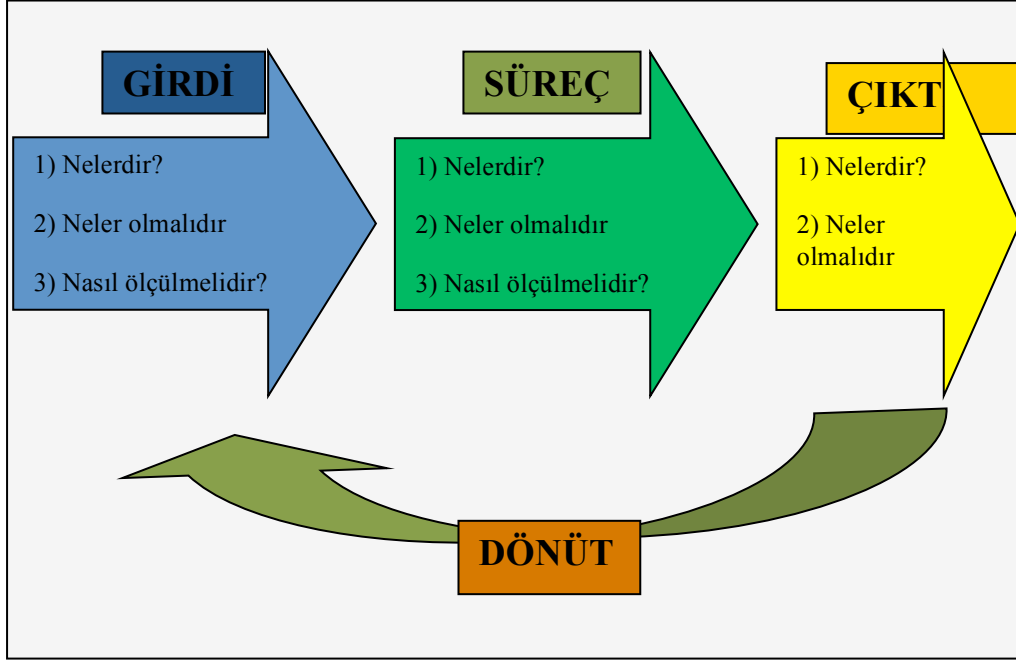 GİRDİ
1) Nelerdir?
2) Neler olmalıdır
3) Nasıl ölçülmelidir?
SÜREÇ
1) Nelerdir?
2) Neler olmalıdır
3) Nasıl ölçülmelidir?
ÇIKT
1) Nelerdir?
2) Neler
olmalıdır
DÖNÜT